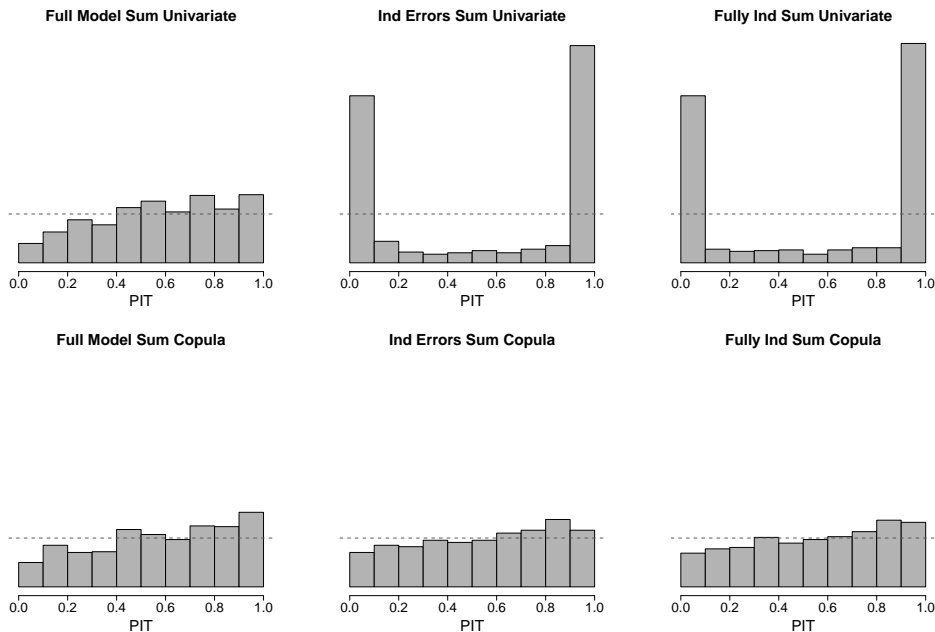 Full Model Sum Univariate
Ind Errors Sum Univariate
Fully Ind Sum Univariate
0.0 0.2 0.4 0.6 0.8 1.0
0.0 0.2 0.4 0.6 0.8 1.0
0.0 0.2 0.4 0.6 0.8 1.0
PIT
PIT
PIT
Full Model Sum Copula
Ind Errors Sum Copula
Fully Ind Sum Copula
0.0 0.2 0.4 0.6 0.8 1.0
0.0 0.2 0.4 0.6 0.8 1.0
0.0 0.2 0.4 0.6 0.8 1.0
PIT
PIT
PIT